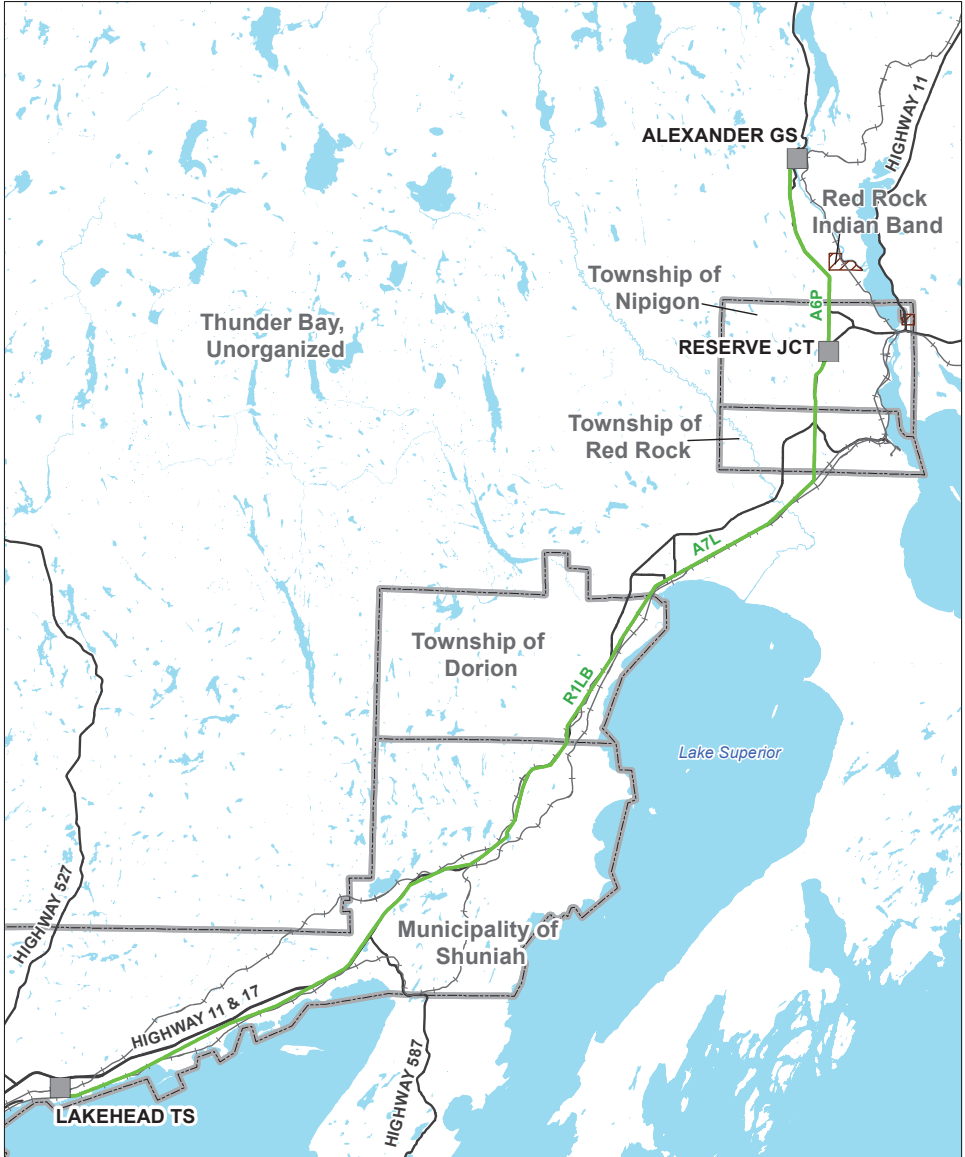 ALEXANDER GS
HIGHWAY 11
Red Rock
Indian Band
Township of
Nipigon
A6P
Thunder Bay,
Unorganized
RESERVE JCT
Township of
Red Rock
A7L
Township of
Dorion
R1LB
Lake Superior
HIGHWAY 527
Municipality of
Shuniah
HIGHWAY 11 & 17
HIGHWAY 587
LAKEHEAD TS